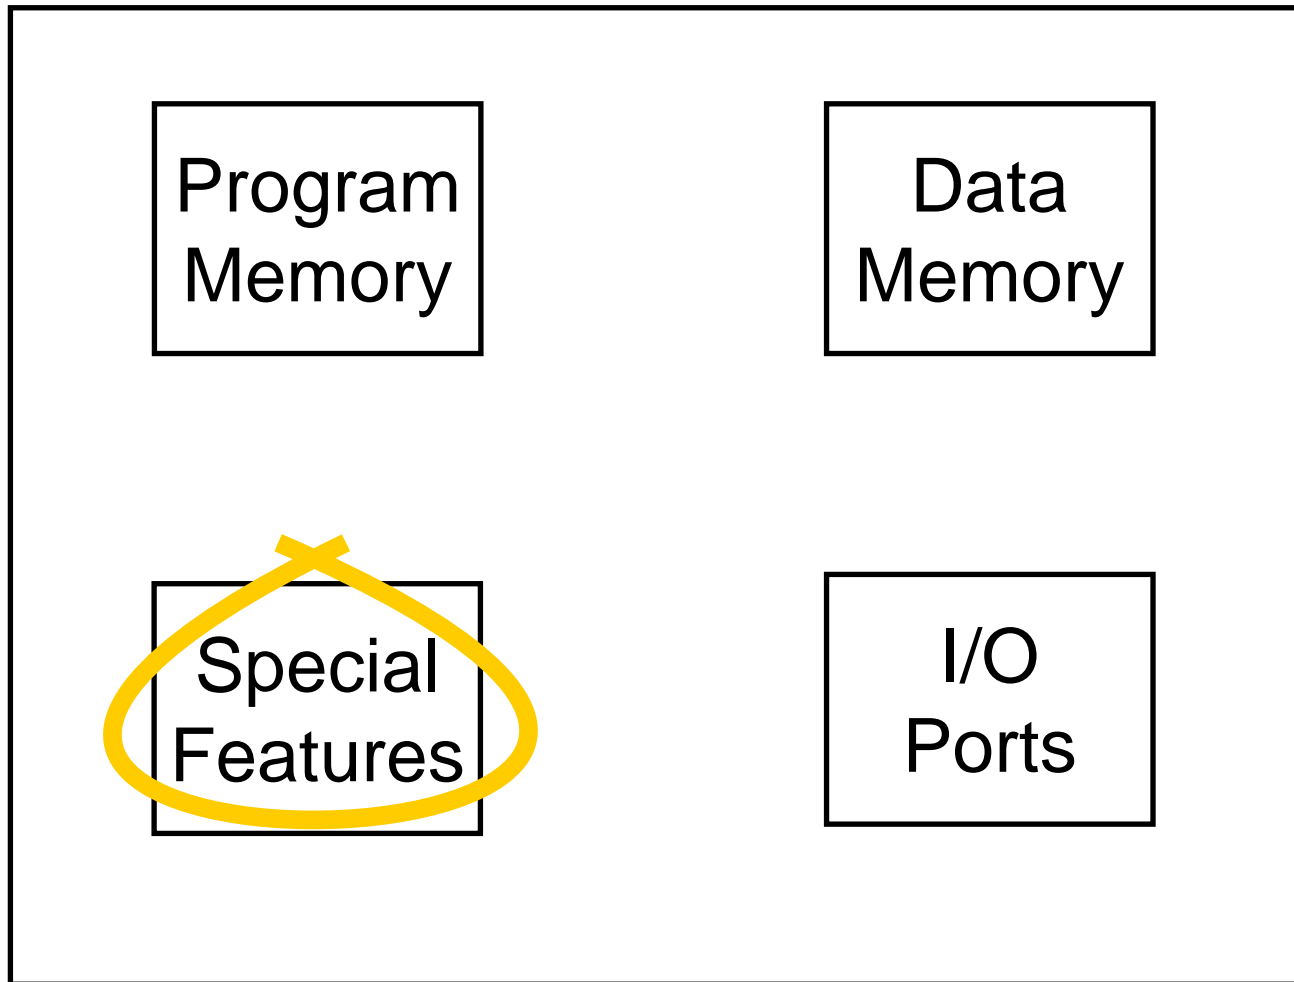 Program
Memory
Data
Memory
Special
Features
I/O
Ports